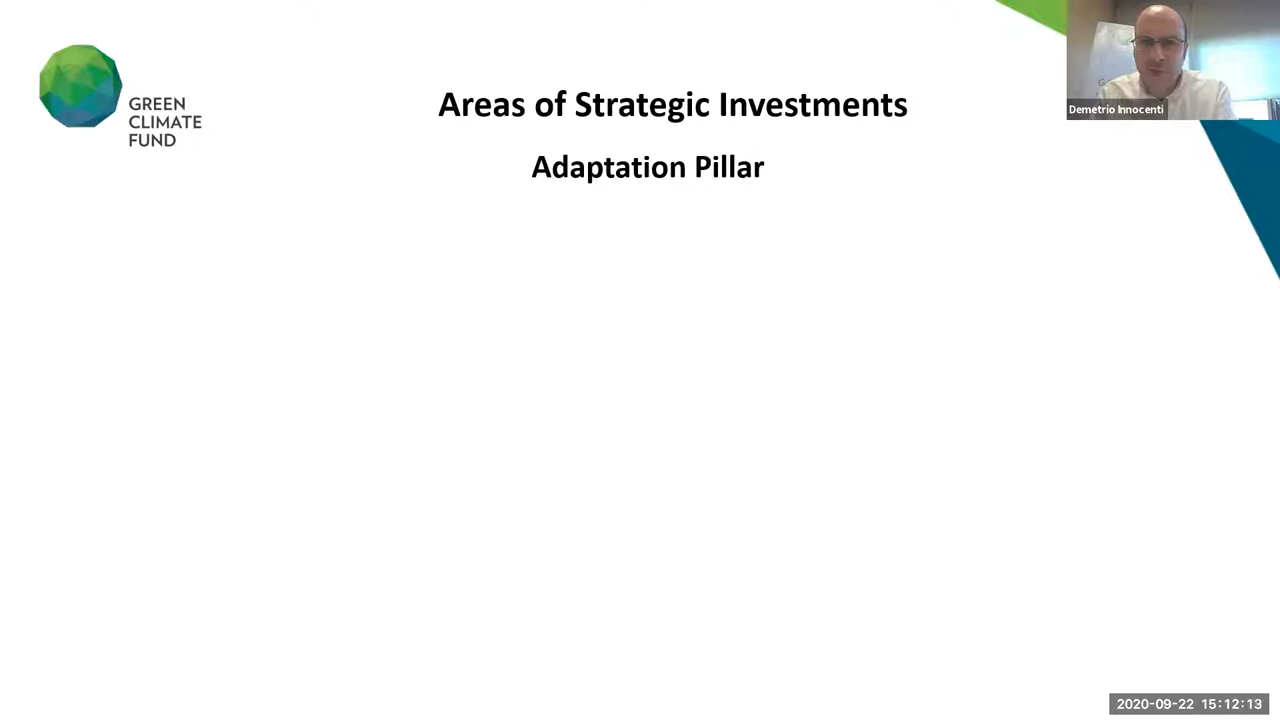 GREEN
CLIMATE
FUND
Areas of Strategic Investments
Adaptation Pillar
Demetrio Innocenti
2020-09-22 15:12:13